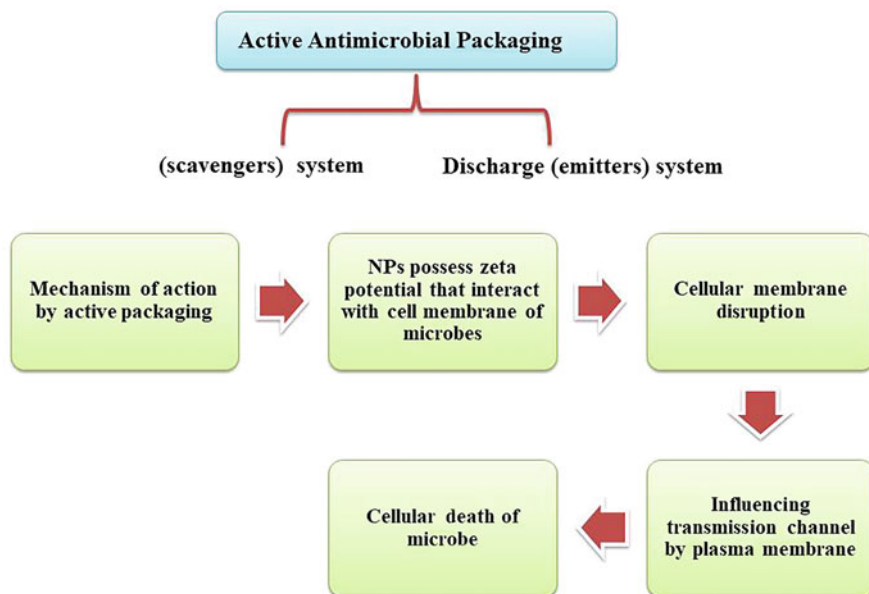 Active Antimicrobial Packaging
(scavengers) system
Discharge (emitters) system
Mechanism of action
by active packaging
NPs possess zeta
potential that interact
with cell membrane of
microbes
Cellular membrane
disruption
Influencing
transmission channel
by plasma membrane
Cellular death of
microbe